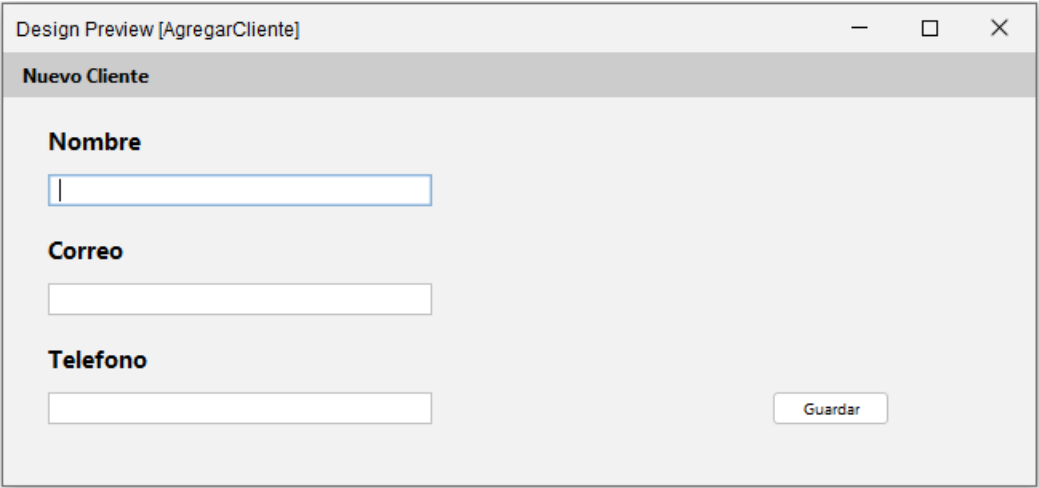 Design Preview [AgregarCliente]
Nuevo Cliente
Nombre
Correo
Telefono
Guardar